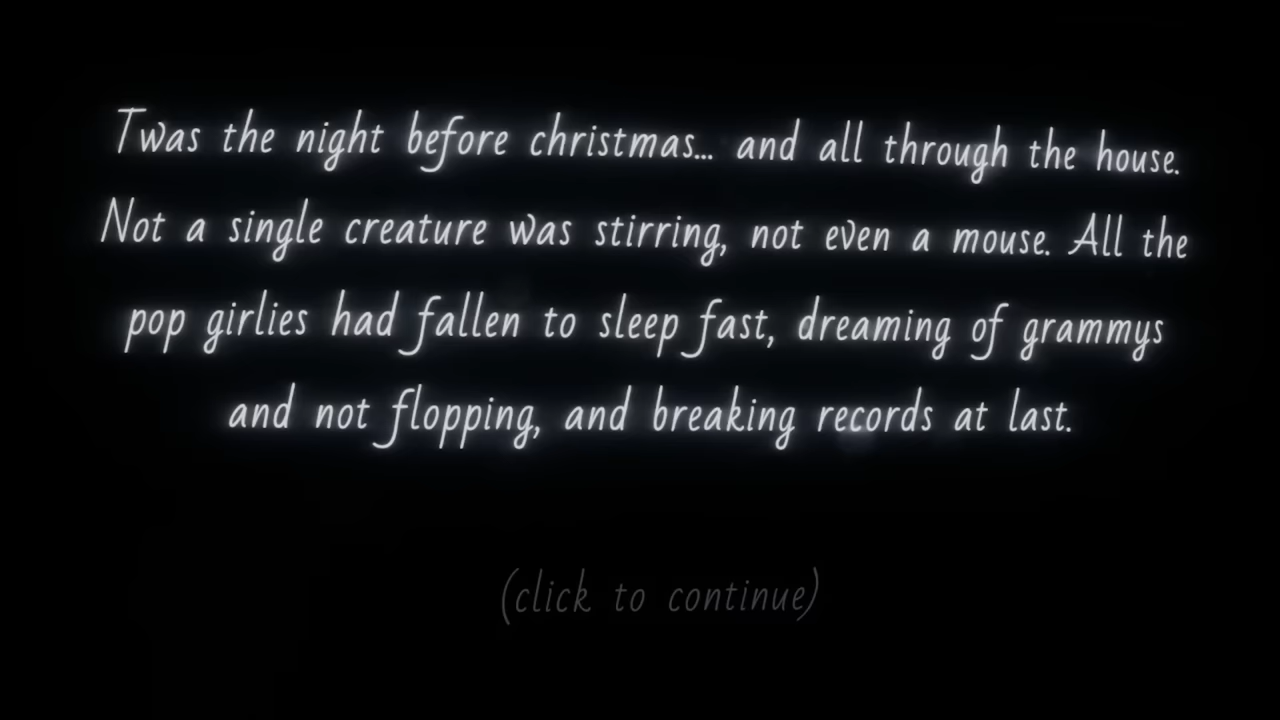 Twas the night before christmas... and all through the house.
Not a single creature was stirring, not even a mouse. All the
pop girlies had fallen to sleep fast, dreaming of grammys
and not flopping, and breaking records at last.
(click to continue)